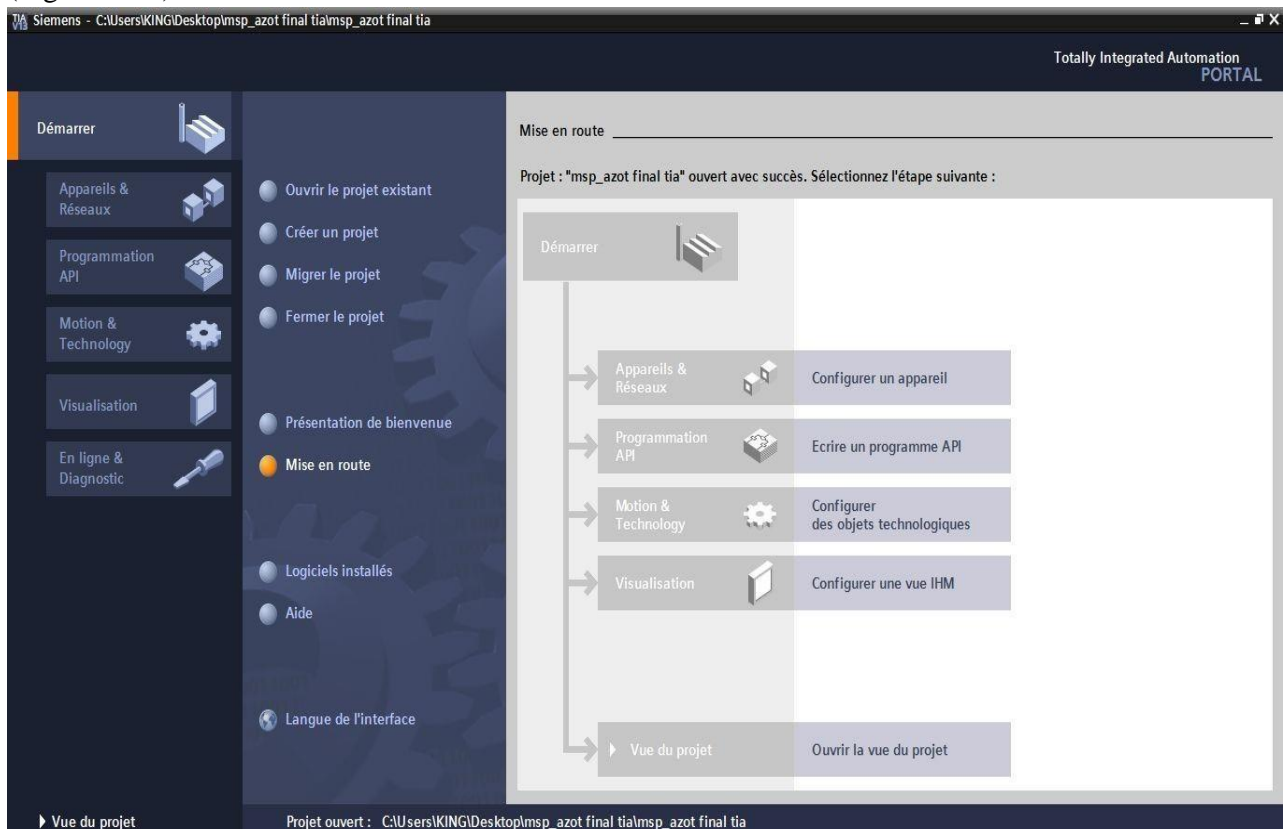 TIA
V13
Siemens - C:\Users\KING\Desktop\msp_azot final tia\msp_azot final tia
Totally Integrated Automation
PORTAL
Démarrer
Appareils &
Réseaux
Programmation
API
Motion &
Technology
Visualisation
En ligne &
Diagnostic
Ouvrir le projet existant
Créer un projet
Migrer le projet
Fermer le projet
Présentation de bienvenue
Mise en route
Logiciels installés
Aide
Langue de l'interface
Mise en route
Projet : "msp_azot final tia" ouvert avec succès. Sélectionnez l'étape suivante :
Démarrer
Appareils &
Réseaux
Configurer un appareil
Programmation
API
Ecrire un programme API
Motion &
Technology
Configurer
des objets technologiques
Visualisation
Configurer une vue IHM
Vue du projet
Ouvrir la vue du projet
Vue du projet
Projet ouvert : C:\Users\KING\Desktop\msp_azot final tia\msp_azot final tia